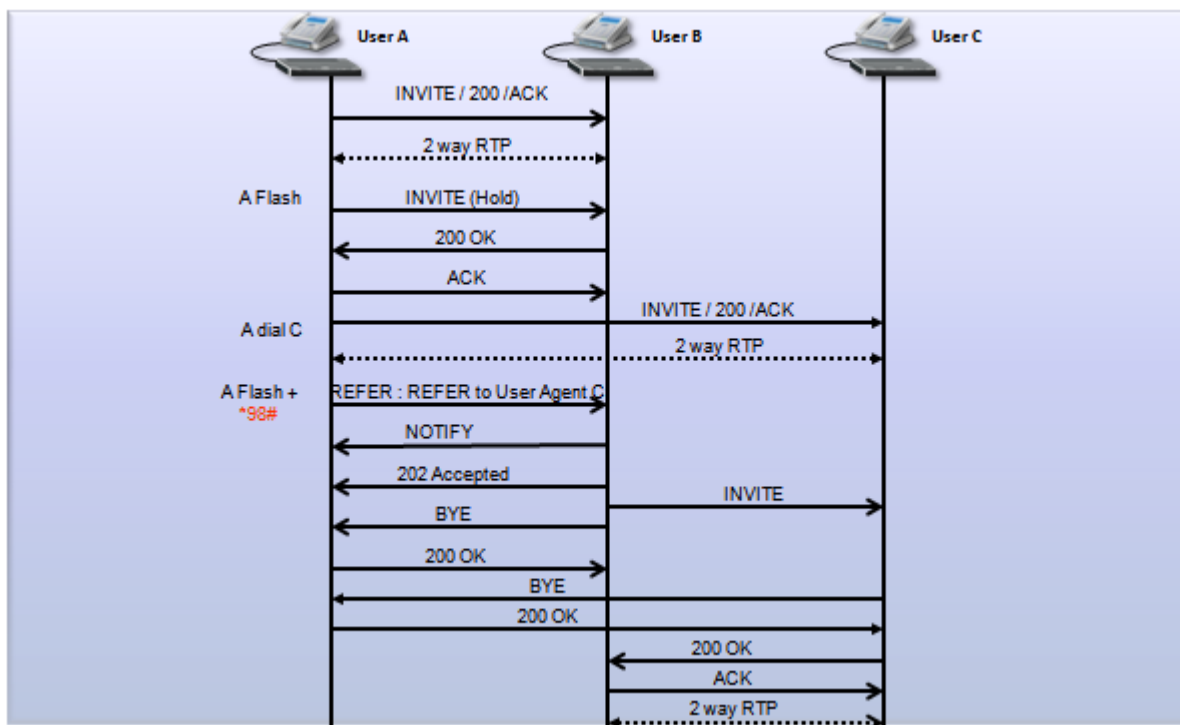 User A
User B
User C
INVITE / 200 /ACK
2 way RTP
A Flash
INVITE (Hold)
200 OK
ACK
INVITE / 200 /ACK
A dial C
2 way RTP
A Flash +
*98#
REFER : REFER to User Agent C
NOTIFY
202 Accepted
INVITE
BYE
200 OK
BYE
200 OK
200 OK
ACK
2 way RTP